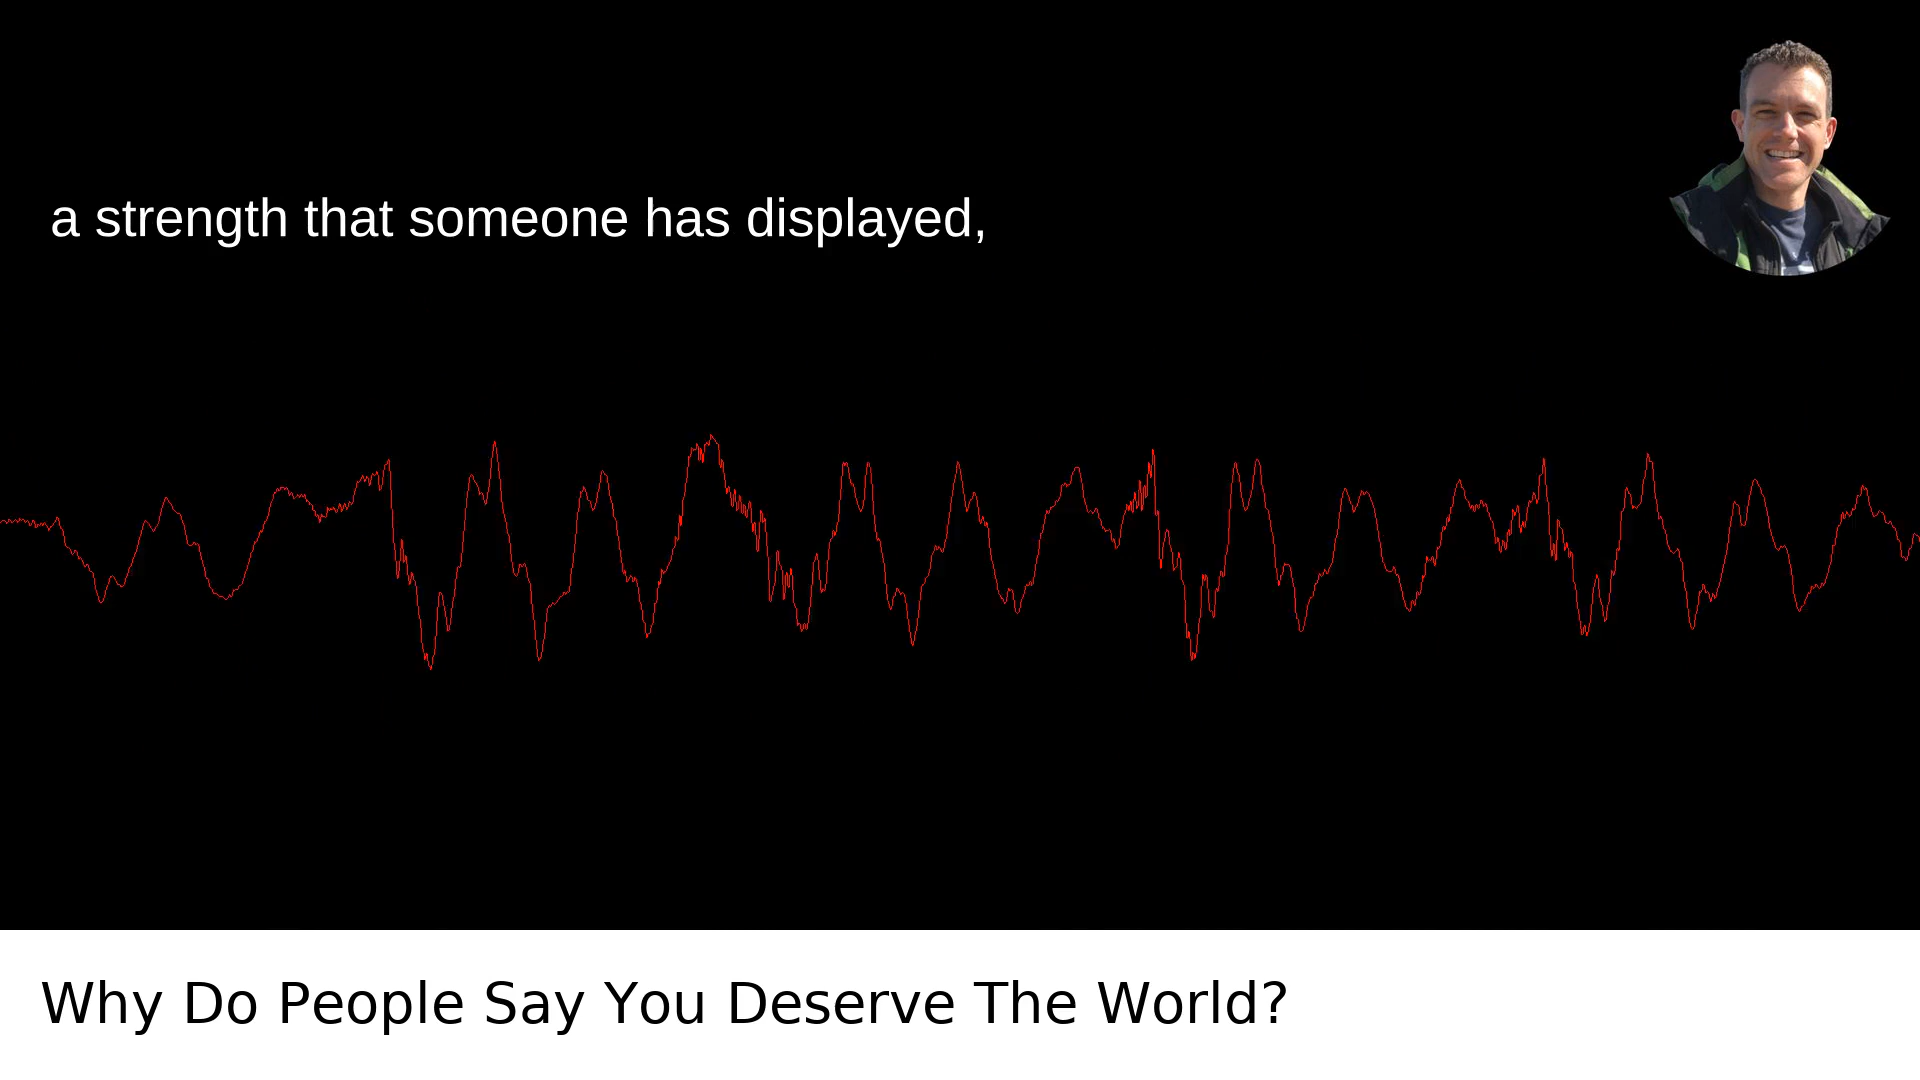 a strength that someone has displayed,
Why Do People Say You Deserve The World?